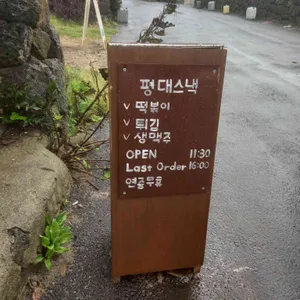 평대스낵
✓ 떡볶이
✓ 튀김
✓ 생맥주
OPEN 11:30
Last Order 16:00
연중무휴